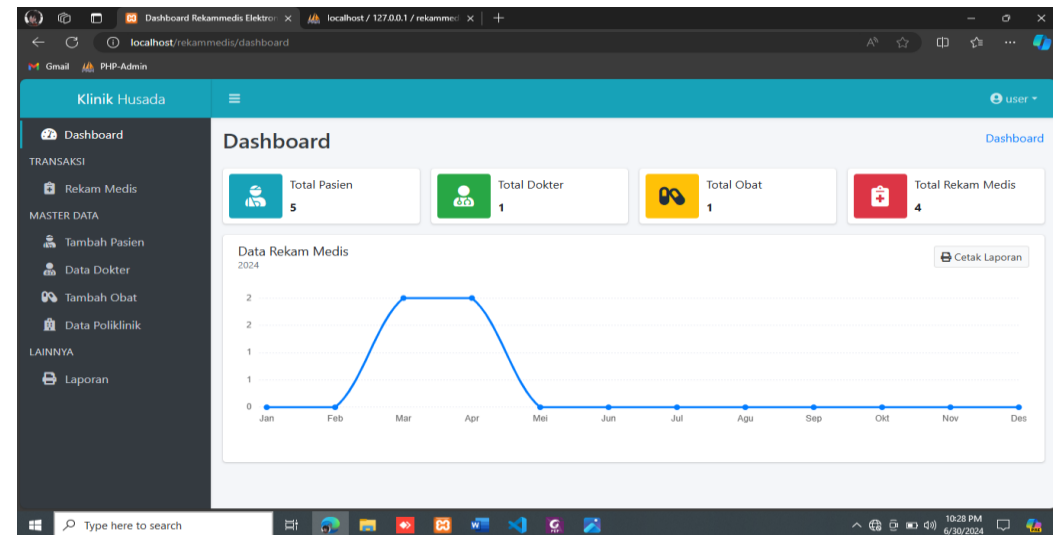 Dashboard Rekammedis Elektron
localhost / 127.0.0.1 / rekammed
localhost/rekammedis/dashboard
Gmail PHP-Admin
Klinik Husada
user
Dashboard
TRANSAKSI
Rekam Medis
MASTER DATA
Tambah Pasien
Data Dokter
Tambah Obat
Data Poliklinik
LAINNYA
Laporan
Dashboard
Dashboard
Total Pasien
5
Total Dokter
1
Total Obat
1
Total Rekam Medis
4
Data Rekam Medis
2024
Cetak Laporan
2
2
1
1
0
Jan Feb Mar Apr Mei Jun Jul Agu Sep Okt Nov Des
Type here to search
10:28 PM
6/30/2024